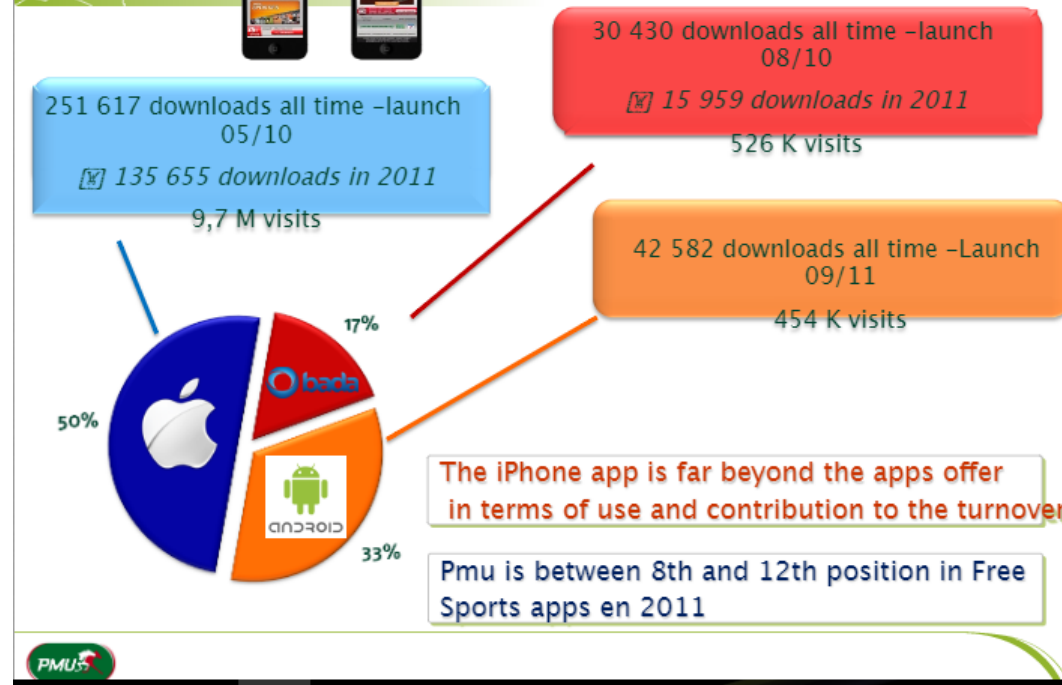 251 617 downloads all time –launch
05/10
135 655 downloads in 2011
9,7 M visits
30 430 downloads all time –launch
08/10
15 959 downloads in 2011
526 K visits
42 582 downloads all time –Launch
09/11
454 K visits
17%
bada
50%
ANDROID
33%
The iPhone app is far beyond the apps offer
in terms of use and contribution to the turnover
Pmu is between 8th and 12th position in Free
Sports apps en 2011
PMU